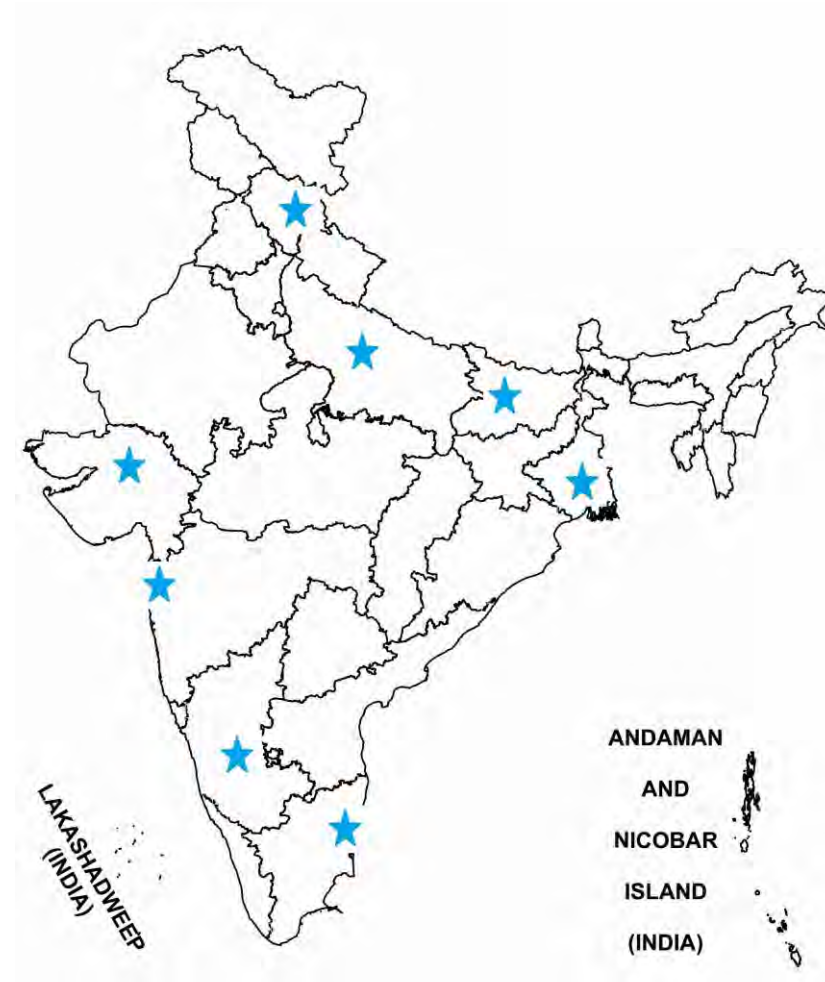 ANDAMAN
AND
NICOBAR
ISLAND
(INDIA)
LAKASHADWEEP
(INDIA)